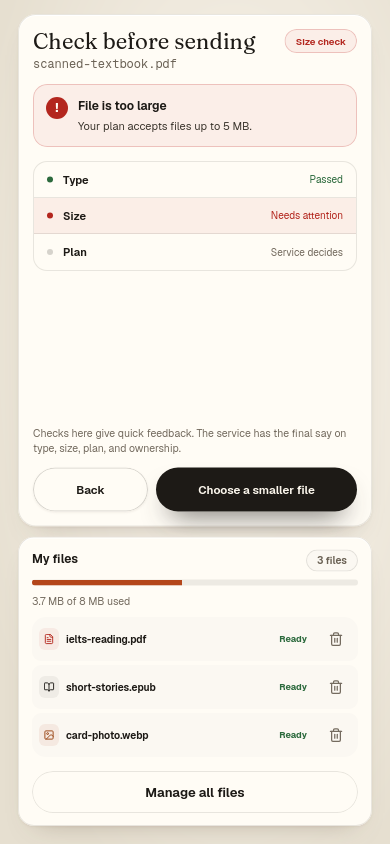 Check before sending
Size check
scanned-textbook.pdf
!
File is too large
Your plan accepts files up to 5 MB.
Type
Passed
Size
Needs attention
Plan
Service decides
Checks here give quick feedback. The service has the final say on
type, size, plan, and ownership.
Back
Choose a smaller file
My files
3 files
3.7 MB of 8 MB used
ielts-reading.pdf
Ready
short-stories.epub
Ready
card-photo.webp
Ready
Manage all files